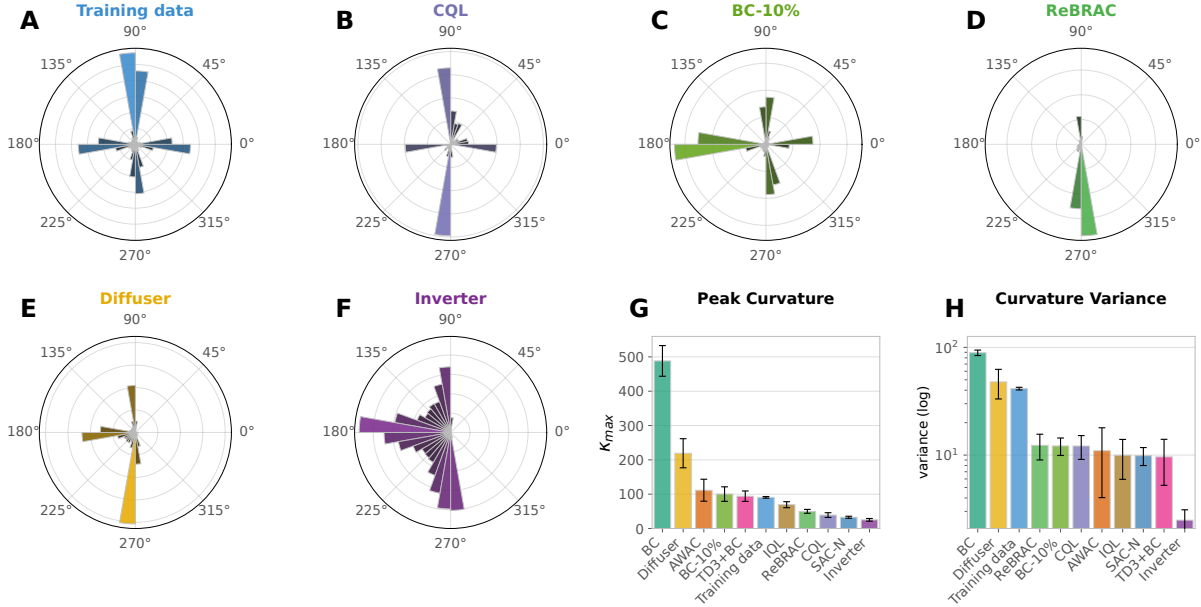 A
Training data
90°
135°
45°
180°
0°
225°
315°
270°
B
CQL
90°
135°
45°
180°
0°
225°
315°
270°
C
BC-10%
90°
135°
45°
180°
0°
225°
315°
270°
D
ReBRAC
90°
135°
45°
180°
0°
225°
315°
270°
E
Diffuser
90°
135°
45°
180°
0°
225°
315°
270°
F
Inverter
90°
135°
45°
180°
0°
225°
315°
270°
G
Peak Curvature
Kmax
500
400
300
200
100
0
BC
Diffuser
AWAC
BC-10%
TD3+BC
Training data
IQL
ReBRAC
CQL
SAC-N
Inverter
H
Curvature Variance
variance (log)
10²
10¹
BC
Diffuser
Training data
ReBRAC
BC-10%
CQL
AWAC
IQL
SAC-N
TD3+BC
Inverter